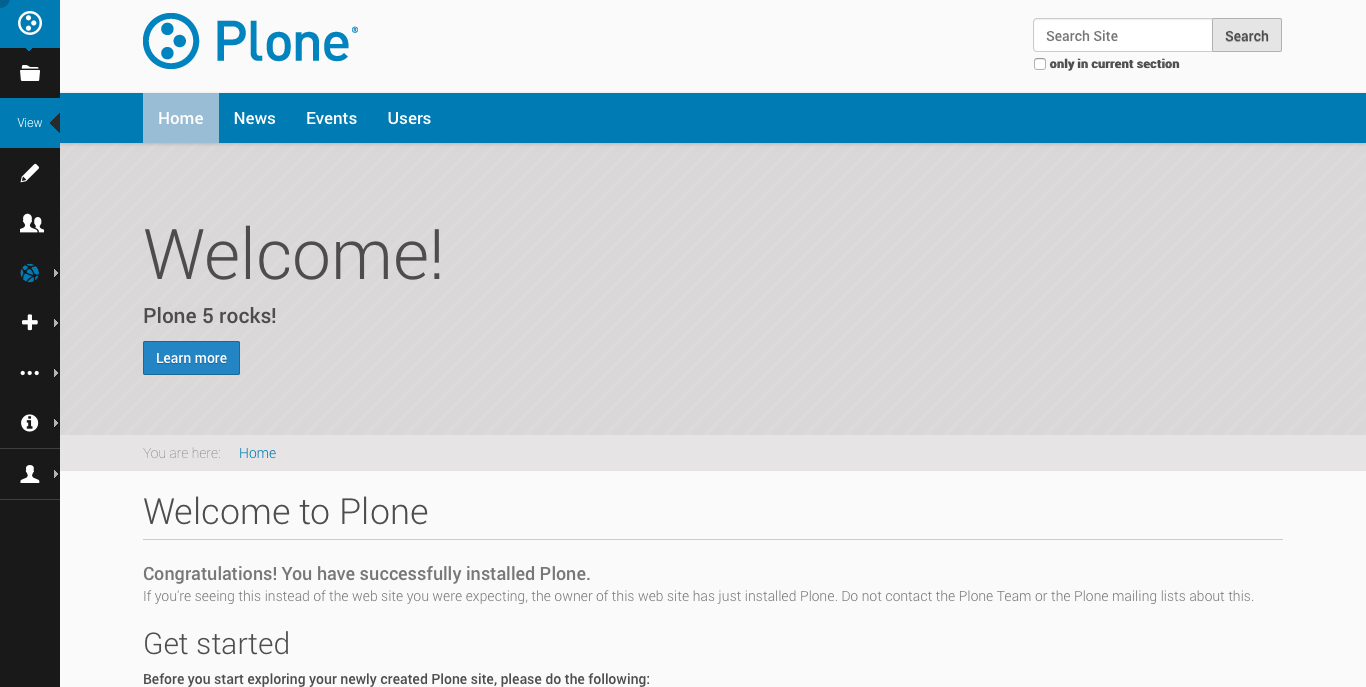 Plone®
Search Site
Search
only in current section
Home
News
Events
Users
View
Welcome!
Plone 5 rocks!
Learn more
You are here: Home
Welcome to Plone
Congratulations! You have successfully installed Plone.
If you're seeing this instead of the web site you were expecting, the owner of this web site has just installed Plone. Do not contact the Plone Team or the Plone mailing lists about this.
Get started
Before you start exploring your newly created Plone site, please do the following: